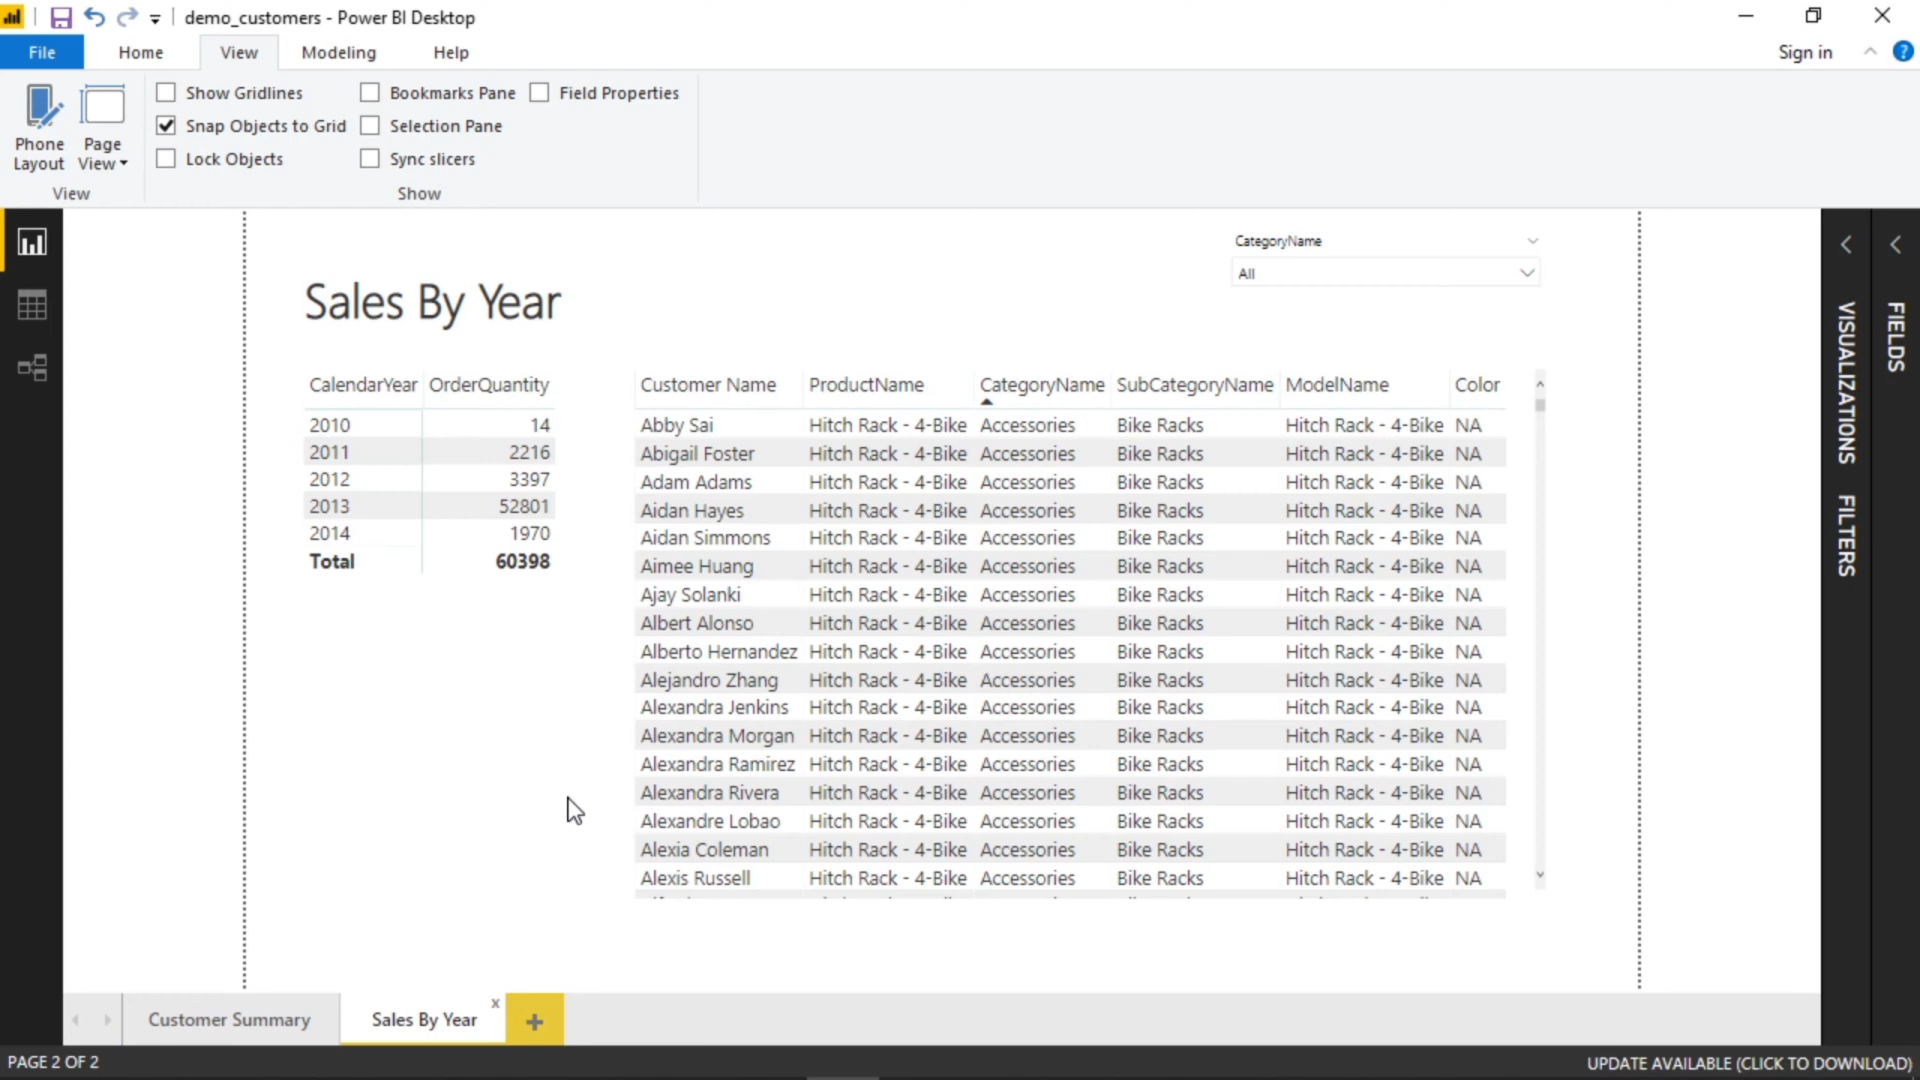 demo_customers - Power BI Desktop
File Home View Modeling Help Sign in
Show Gridlines Bookmarks Pane Field Properties
Snap Objects to Grid Selection Pane
Lock Objects Sync slicers
Phone Layout Page View
View Show
CategoryName
All
Sales By Year
CalendarYear OrderQuantity
2010 14
2011 2216
2012 3397
2013 52801
2014 1970
Total 60398
Customer Name ProductName CategoryName SubCategoryName ModelName Color
Abby Sai Hitch Rack - 4-Bike Accessories Bike Racks Hitch Rack - 4-Bike NA
Abigail Foster Hitch Rack - 4-Bike Accessories Bike Racks Hitch Rack - 4-Bike NA
Adam Adams Hitch Rack - 4-Bike Accessories Bike Racks Hitch Rack - 4-Bike NA
Aidan Hayes Hitch Rack - 4-Bike Accessories Bike Racks Hitch Rack - 4-Bike NA
Aidan Simmons Hitch Rack - 4-Bike Accessories Bike Racks Hitch Rack - 4-Bike NA
Aimee Huang Hitch Rack - 4-Bike Accessories Bike Racks Hitch Rack - 4-Bike NA
Ajay Solanki Hitch Rack - 4-Bike Accessories Bike Racks Hitch Rack - 4-Bike NA
Albert Alonso Hitch Rack - 4-Bike Accessories Bike Racks Hitch Rack - 4-Bike NA
Alberto Hernandez Hitch Rack - 4-Bike Accessories Bike Racks Hitch Rack - 4-Bike NA
Alejandro Zhang Hitch Rack - 4-Bike Accessories Bike Racks Hitch Rack - 4-Bike NA
Alexandra Jenkins Hitch Rack - 4-Bike Accessories Bike Racks Hitch Rack - 4-Bike NA
Alexandra Morgan Hitch Rack - 4-Bike Accessories Bike Racks Hitch Rack - 4-Bike NA
Alexandra Ramirez Hitch Rack - 4-Bike Accessories Bike Racks Hitch Rack - 4-Bike NA
Alexandra Rivera Hitch Rack - 4-Bike Accessories Bike Racks Hitch Rack - 4-Bike NA
Alexandre Lobao Hitch Rack - 4-Bike Accessories Bike Racks Hitch Rack - 4-Bike NA
Alexia Coleman Hitch Rack - 4-Bike Accessories Bike Racks Hitch Rack - 4-Bike NA
Alexis Russell Hitch Rack - 4-Bike Accessories Bike Racks Hitch Rack - 4-Bike NA
VISUALIZATIONS
FILTERS
FIELDS
Customer Summary Sales By Year x +
PAGE 2 OF 2 UPDATE AVAILABLE (CLICK TO DOWNLOAD)